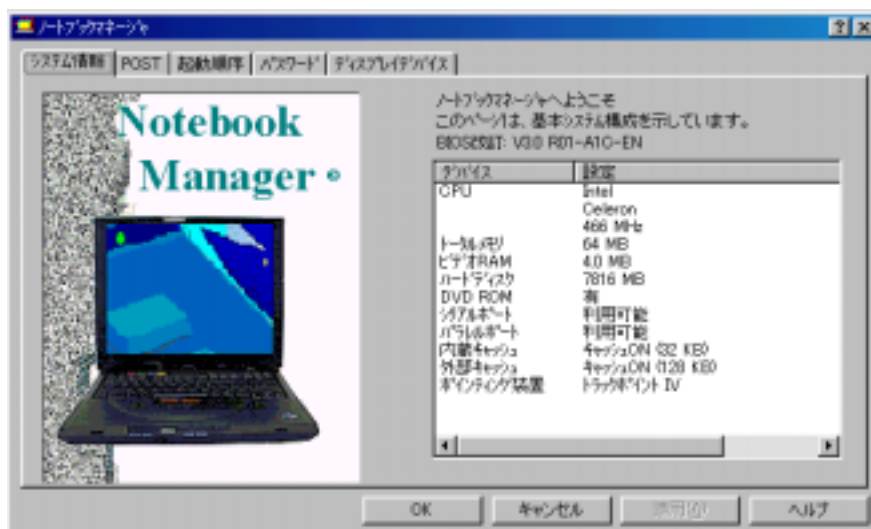 ノートブックマネージャ
システム情報 POST 起動順序 パスワード ディスプレイデバイス
Notebook
Manager
ノートブックマネージャへようこそ
このページは、基本システム構成を示しています。
BIOS改訂: V3.0 R01-A1C-EN
デバイス 設定
CPU Intel
Celeron
466 MHz
トータルメモリ 64 MB
ビデオRAM 4.0 MB
ハードディスク 7816 MB
DVD ROM 有
シリアルポート 利用可能
パラレルポート 利用可能
内蔵キャッシュ キャッシュON (32 KB)
外部キャッシュ キャッシュON (128 KB)
ポインティング装置 トラックポイント IV
OK キャンセル 適用(A) ヘルプ